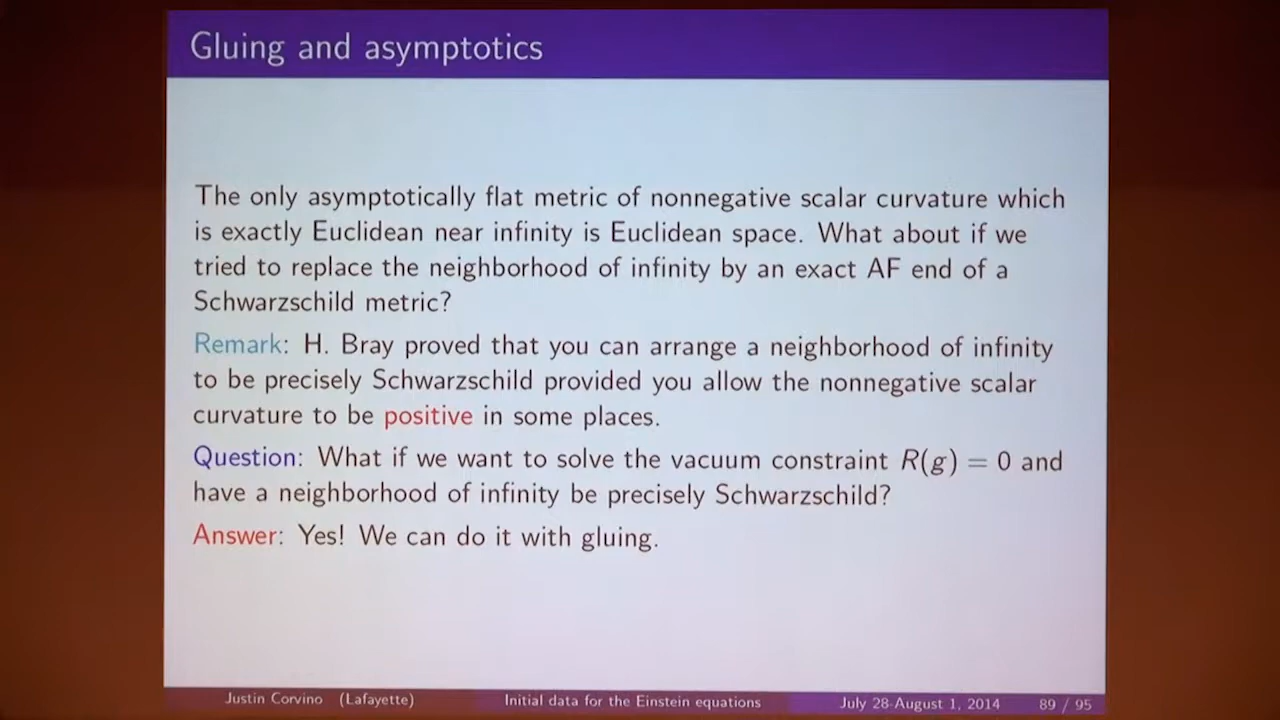 Gluing and asymptotics
The only asymptotically flat metric of nonnegative scalar curvature which
is exactly Euclidean near infinity is Euclidean space. What about if we
tried to replace the neighborhood of infinity by an exact AF end of a
Schwarzschild metric?
Remark: H. Bray proved that you can arrange a neighborhood of infinity
to be precisely Schwarzschild provided you allow the nonnegative scalar
curvature to be positive in some places.
Question: What if we want to solve the vacuum constraint R(g) = 0 and
have a neighborhood of infinity be precisely Schwarzschild?
Answer: Yes! We can do it with gluing.
Justin Corvino (Lafayette) Initial data for the Einstein equations July 28-August 1, 2014 89 / 95